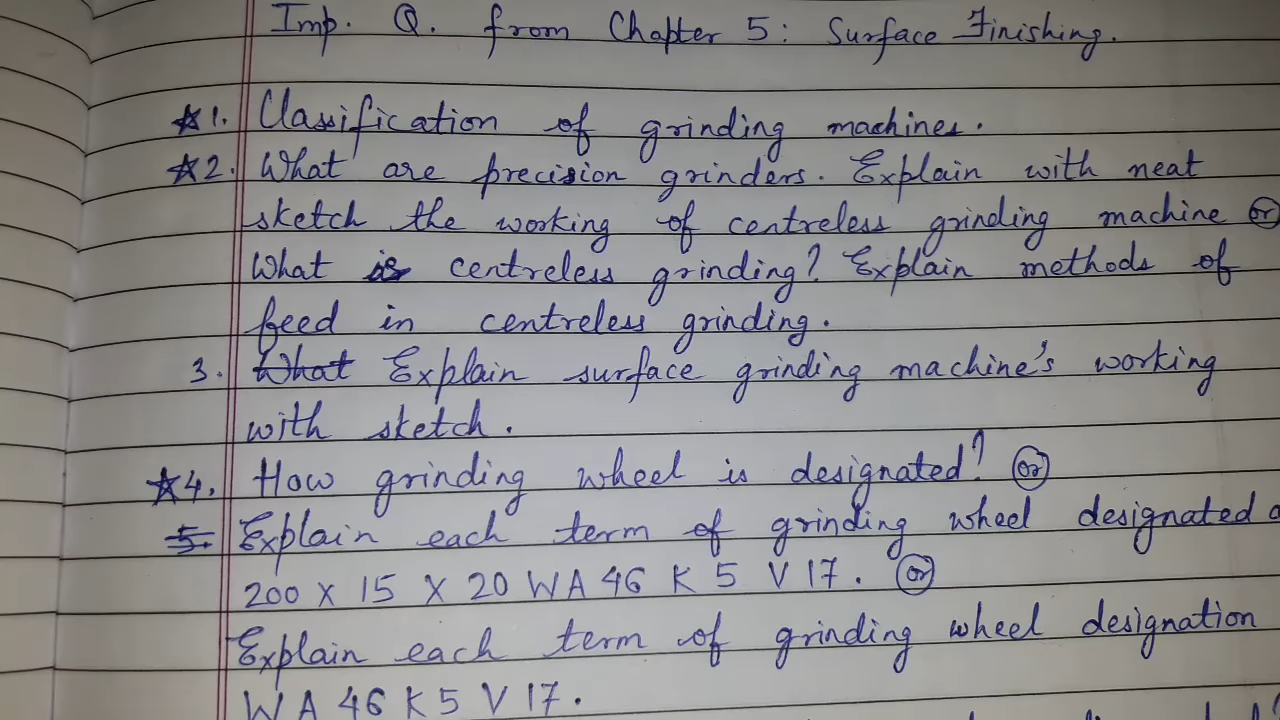 Imp. Q. from Chapter 5: Surface Finishing.
☆1. Classification of grinding machines.
☆2. What are precision grinders. Explain with neat
sketch the working of centreless grinding machine or
What is centreless grinding? Explain methods of
feed in centreless grinding.
3. What Explain surface grinding machine's working
with sketch.
☆4. How grinding wheel is designated? or
5. Explain each term of grinding wheel designated
200 X 15 X 20 WA 46 K 5 V 17. or
Explain each term of grinding wheel designation
WA 46 K 5 V 17.